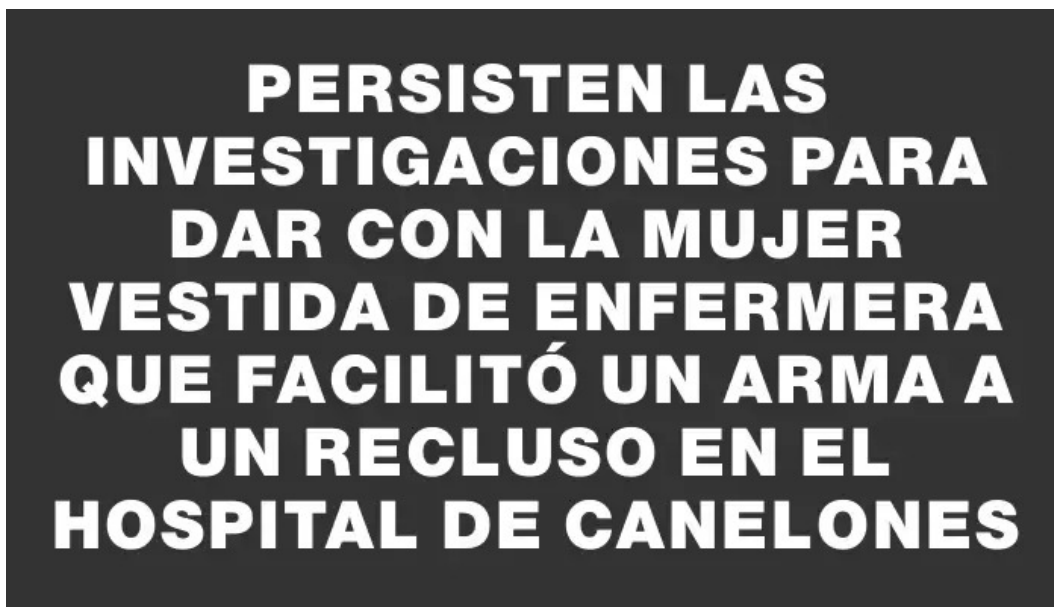 PERSISTEN LAS
INVESTIGACIONES PARA
DAR CON LA MUJER
VESTIDA DE ENFERMERA
QUE FACILITÓ UN ARMA A
UN RECLUSO EN EL
HOSPITAL DE CANELONES